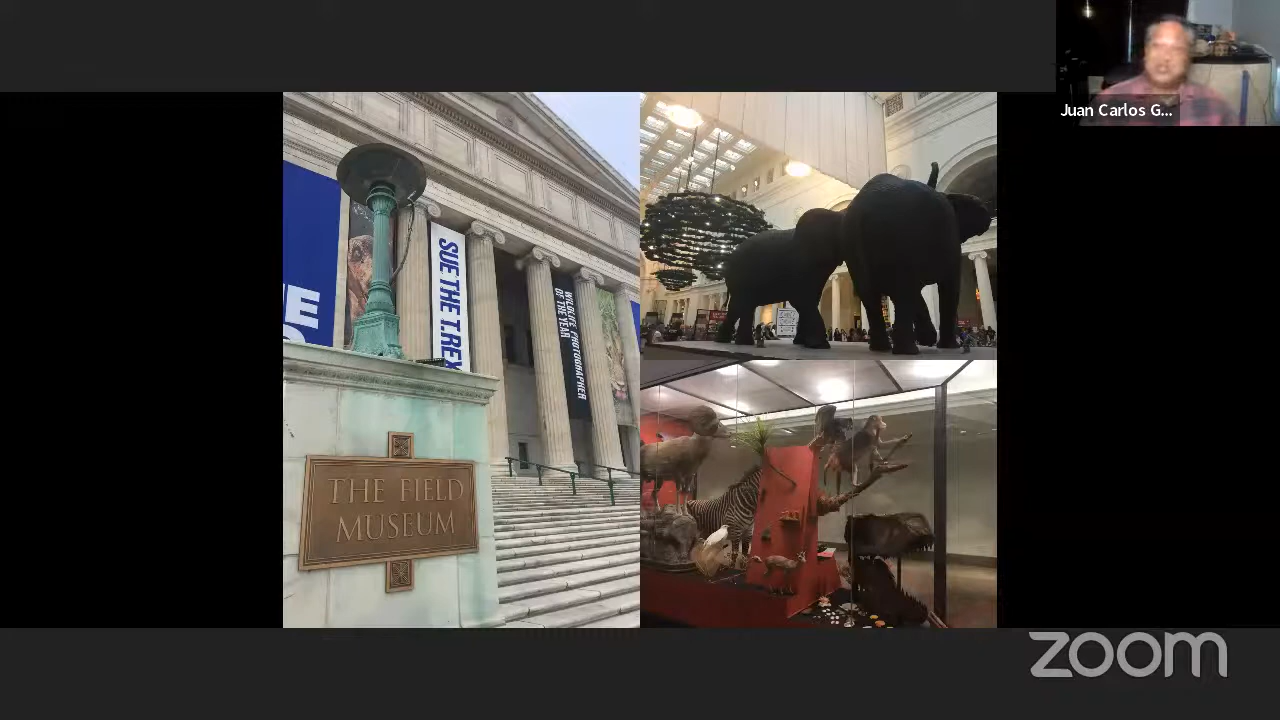 Juan Carlos G...
SUE THE T.REX
WILDLIFE PHOTOGRAPHER
OF THE YEAR
THE FIELD
MUSEUM
zoom